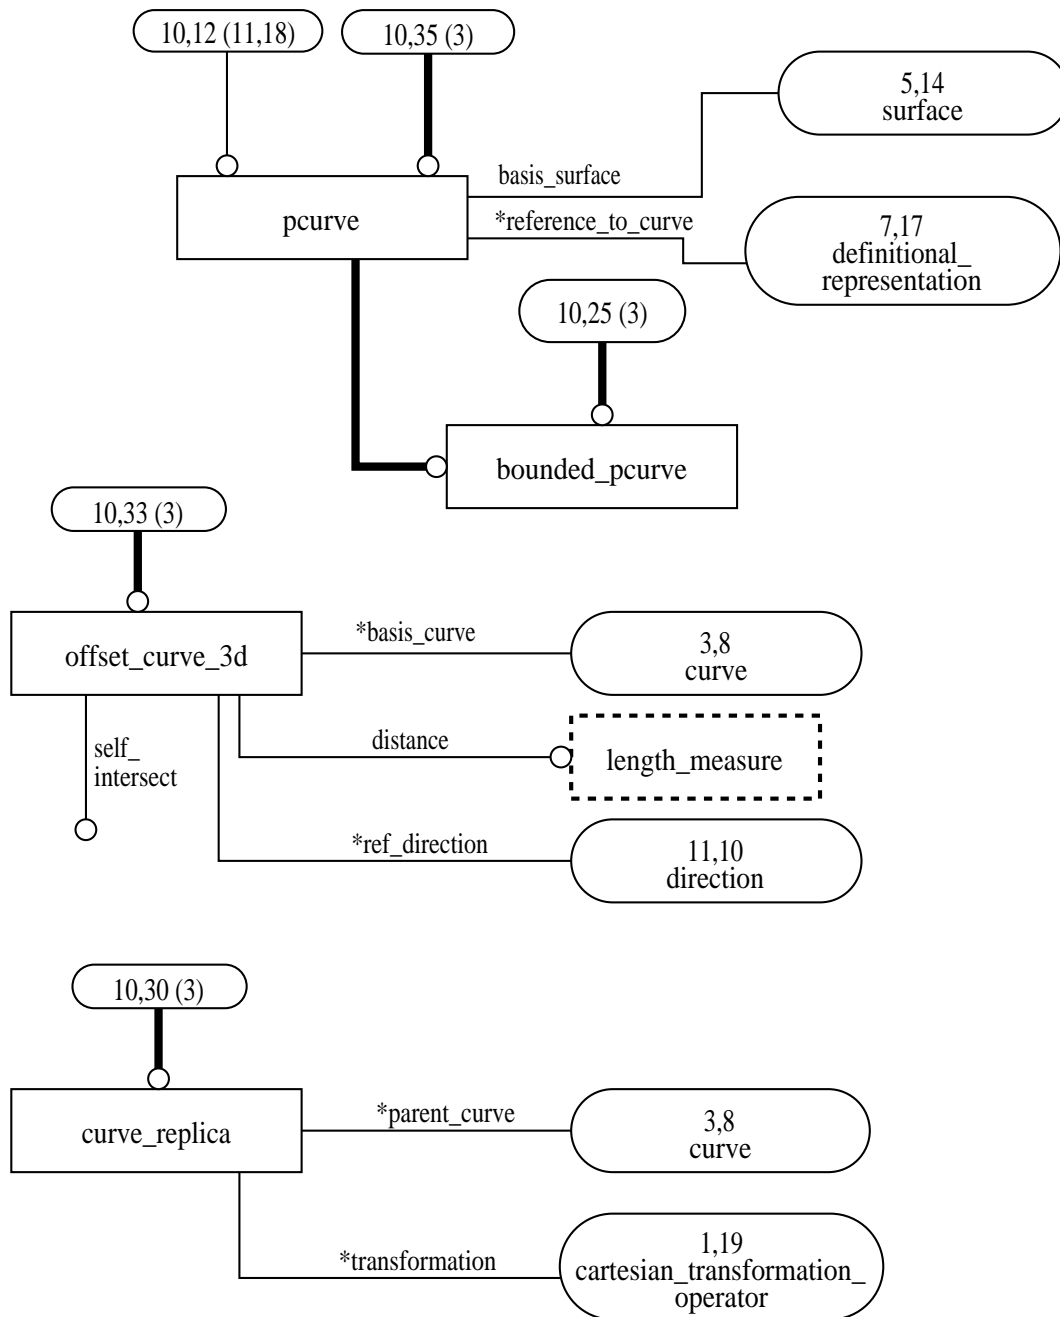 10,12 (11,18)
10,35 (3)
5,14
surface
basis_surface
pcurve
*reference_to_curve
7,17
definitional_
representation
10,25 (3)
bounded_pcurve
10,33 (3)
offset_curve_3d
*basis_curve
3,8
curve
self_
intersect
distance
length_measure
*ref_direction
11,10
direction
10,30 (3)
curve_replica
*parent_curve
3,8
curve
*transformation
1,19
cartesian_transformation_
operator